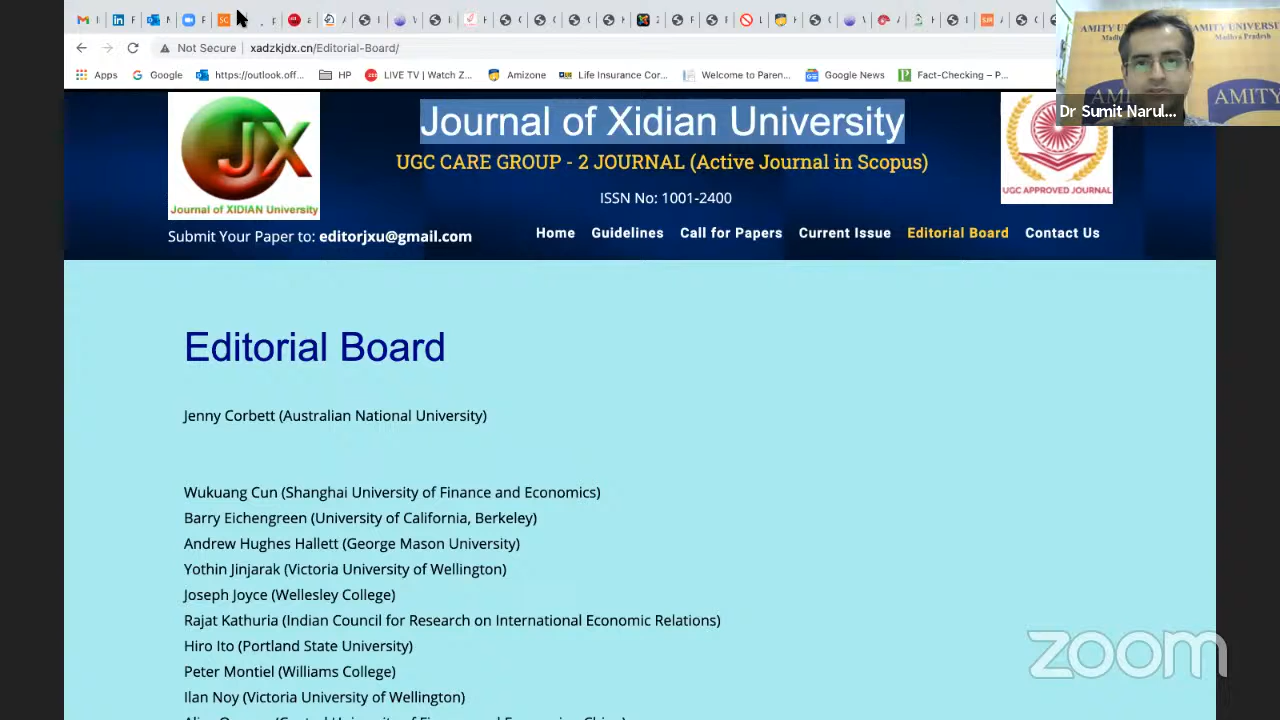 Not Secure
xadzkjdx.cn/Editorial-Board/
Apps
Google
https://outlook.off...
HP
LIVE TV | Watch Z...
Amizone
Life Insurance Cor...
Welcome to Paren...
Google News
Fact-Checking – P...
AMITY UNIVERSITY
Madhya Pradesh
AMITY
Dr Sumit Narul...
JX
Journal of XIDIAN University
Journal of Xidian University
UGC CARE GROUP - 2 JOURNAL (Active Journal in Scopus)
ISSN No: 1001-2400
UGC APPROVED JOURNAL
Submit Your Paper to: editorjxu@gmail.com
Home
Guidelines
Call for Papers
Current Issue
Editorial Board
Contact Us
Editorial Board
Jenny Corbett (Australian National University)
Wukuang Cun (Shanghai University of Finance and Economics)
Barry Eichengreen (University of California, Berkeley)
Andrew Hughes Hallett (George Mason University)
Yothin Jinjarak (Victoria University of Wellington)
Joseph Joyce (Wellesley College)
Rajat Kathuria (Indian Council for Research on International Economic Relations)
Hiro Ito (Portland State University)
Peter Montiel (Williams College)
Ilan Noy (Victoria University of Wellington)
zoom